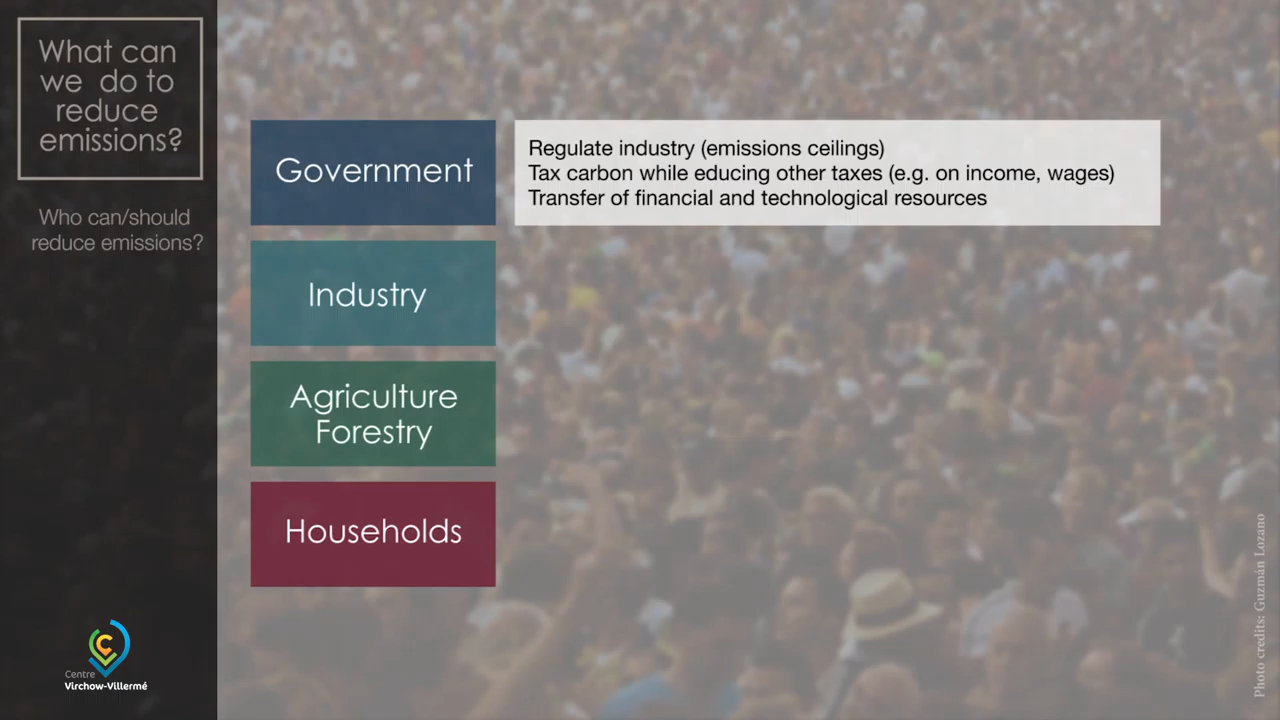 What can
we do to
reduce
emissions?
Who can/should
reduce emissions?
Government
Regulate industry (emissions ceilings)
Tax carbon while educing other taxes (e.g. on income, wages)
Transfer of financial and technological resources
Industry
Agriculture
Forestry
Households
Centre
Virchow-Villermé
Photo credits: Guzmán Lozano